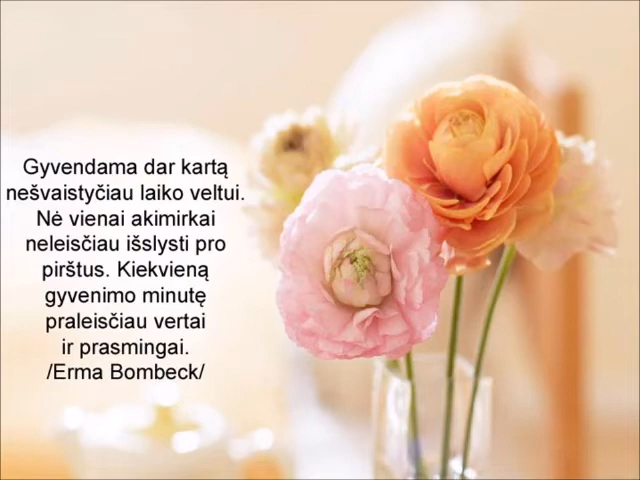 Gyvendama dar kartą
nešvaistyčiau laiko veltui.
Nė vienai akimirkai
neleisčiau išslysti pro
pirštus. Kiekvieną
gyvenimo minutę
praleisčiau vertai
ir prasmingai.
/Erma Bombeck/